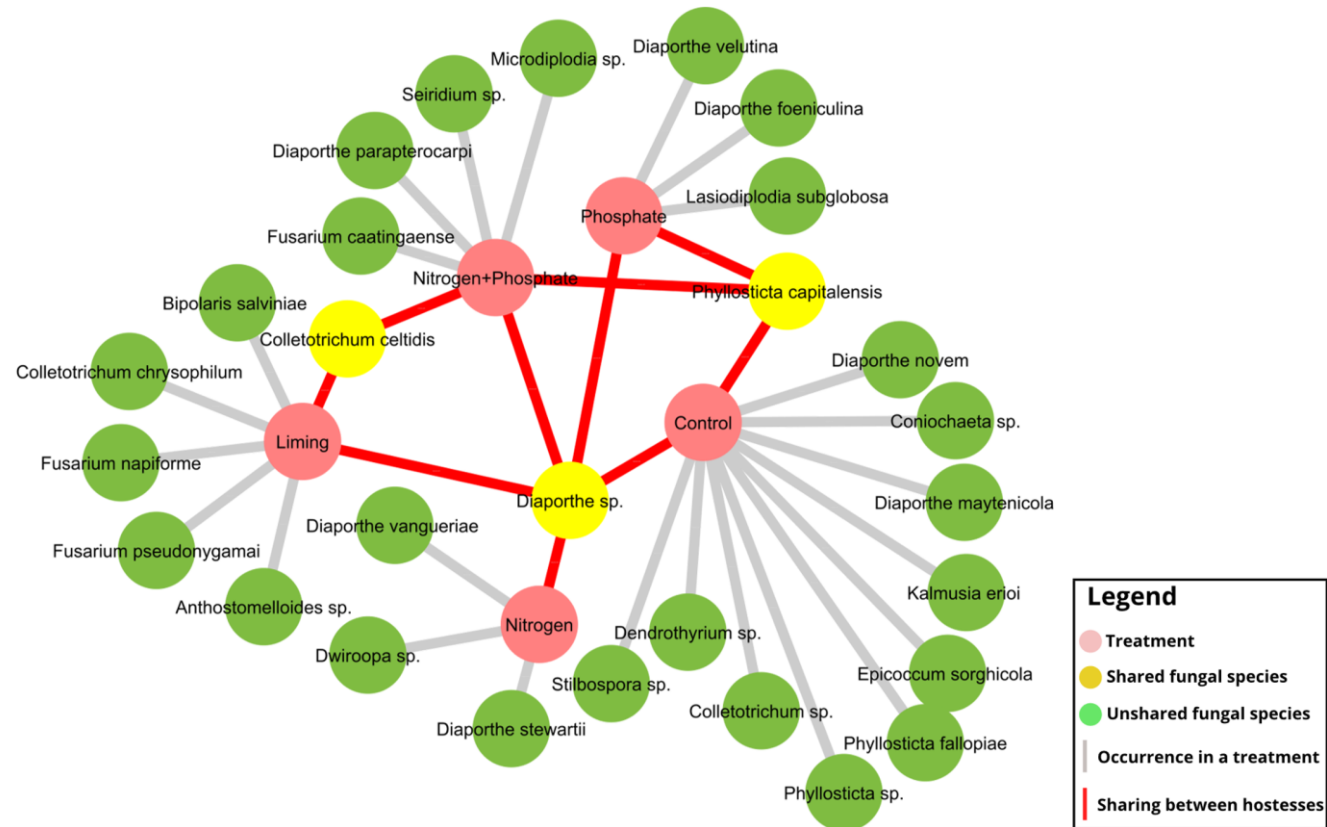 Diaporthe velutina
Microdiplodia sp.
Seiridium sp.
Diaporthe foeniculina
Diaporthe parapterocarpi
Lasiodiplodia subglobosa
Phosphate
Fusarium caatingaense
Nitrogen+Phosphate
Phyllosticta capitalensis
Bipolaris salviniae
Colletotrichum celtidis
Diaporthe novem
Colletotrichum chrysophilum
Control
Coniochaeta sp.
Liming
Fusarium napiforme
Diaporthe sp.
Diaporthe maytenicola
Diaporthe vangueriae
Fusarium pseudonygamai
Kalmusia erioi
Anthostomelloides sp.
Nitrogen
Dendrothyrium sp.
Dwiroopa sp.
Epicoccum sorghicola
Stilbospora sp.
Colletotrichum sp.
Diaporthe stewartii
Phyllosticta fallopiae
Phyllosticta sp.
Legend
Treatment
Shared fungal species
Unshared fungal species
Occurrence in a treatment
Sharing between hostesses